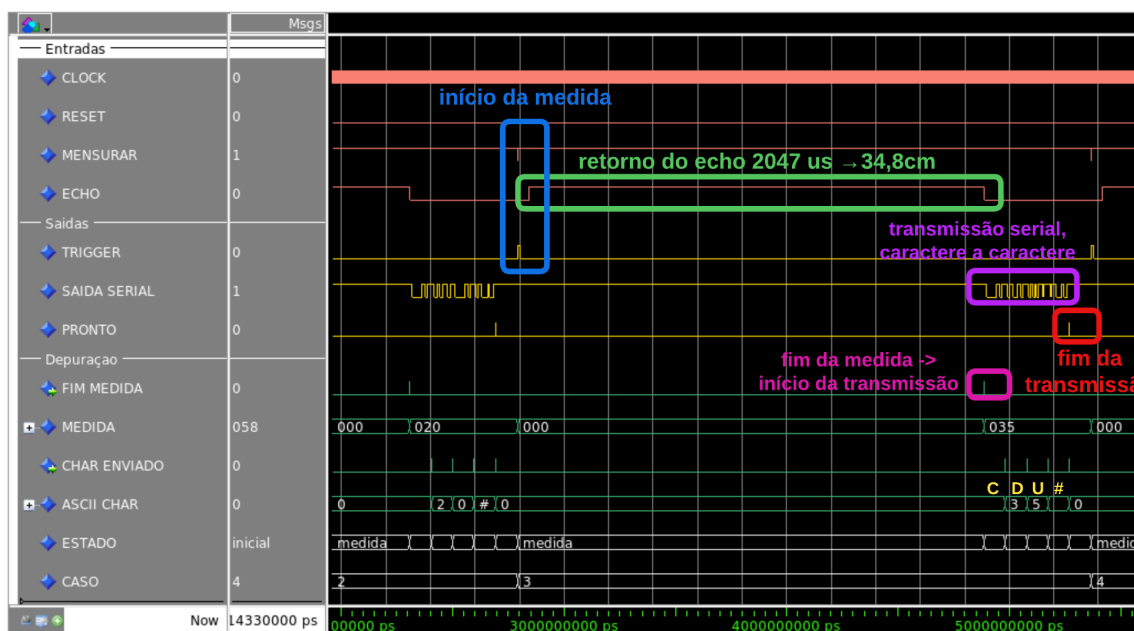 Msgs
Entradas
CLOCK 0
início da medida
RESET 0
MENSURAR 1
retorno do echo 2047 us →34,8cm
ECHO 0
Saidas
transmissão serial,
caractere a caractere
TRIGGER 0
SAIDA SERIAL 1
PRONTO 0
Depuraçao
fim da medida ->
início da transmissão
fim da
transmissã
FIM MEDIDA 0
MEDIDA 058 000 020 000 035 000
CHAR ENVIADO 0
C D U #
ASCII CHAR 0 0 2 0 # 0 3 5 0
ESTADO inicial medida medida medic
CASO 4 2 3 4
Now 14330000 ps 00000 ps 3000000000 ps 4000000000 ps 5000000000 ps